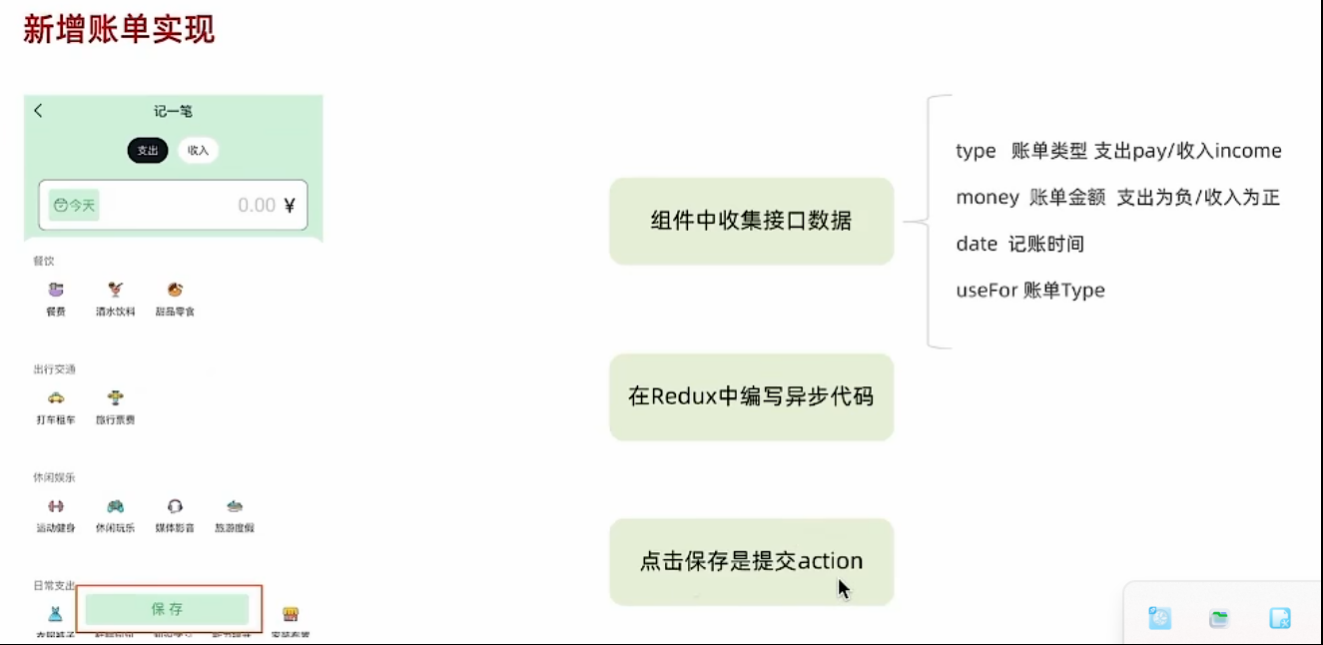 新增账单实现
记一笔
支出 收入
今天 0.00 ¥
餐饮
餐费 酒水饮料 甜品零食
出行交通
打车租车 旅行票费
休闲娱乐
运动健身 休闲玩乐 媒体影音 旅游度假
日常支出
保 存
组件中收集接口数据
type 账单类型 支出pay/收入income
money 账单金额 支出为负/收入为正
date 记账时间
useFor 账单Type
在Redux中编写异步代码
点击保存是提交action